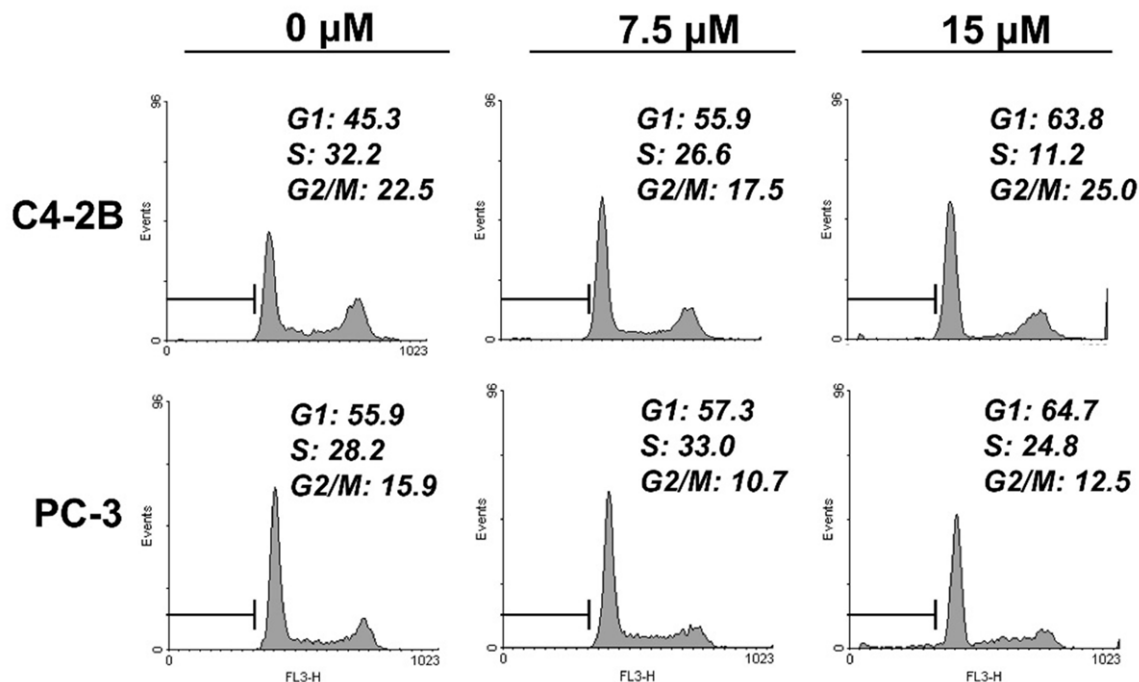 0 µM
7.5 µM
15 µM
C4-2B
96
Events
0
0
1023
G1: 45.3
S: 32.2
G2/M: 22.5
96
Events
0
G1: 55.9
S: 26.6
G2/M: 17.5
96
Events
0
G1: 63.8
S: 11.2
G2/M: 25.0
PC-3
96
Events
0
0
1023
FL3-H
G1: 55.9
S: 28.2
G2/M: 15.9
96
Events
0
0
1023
FL3-H
G1: 57.3
S: 33.0
G2/M: 10.7
96
Events
0
0
1023
FL3-H
G1: 64.7
S: 24.8
G2/M: 12.5